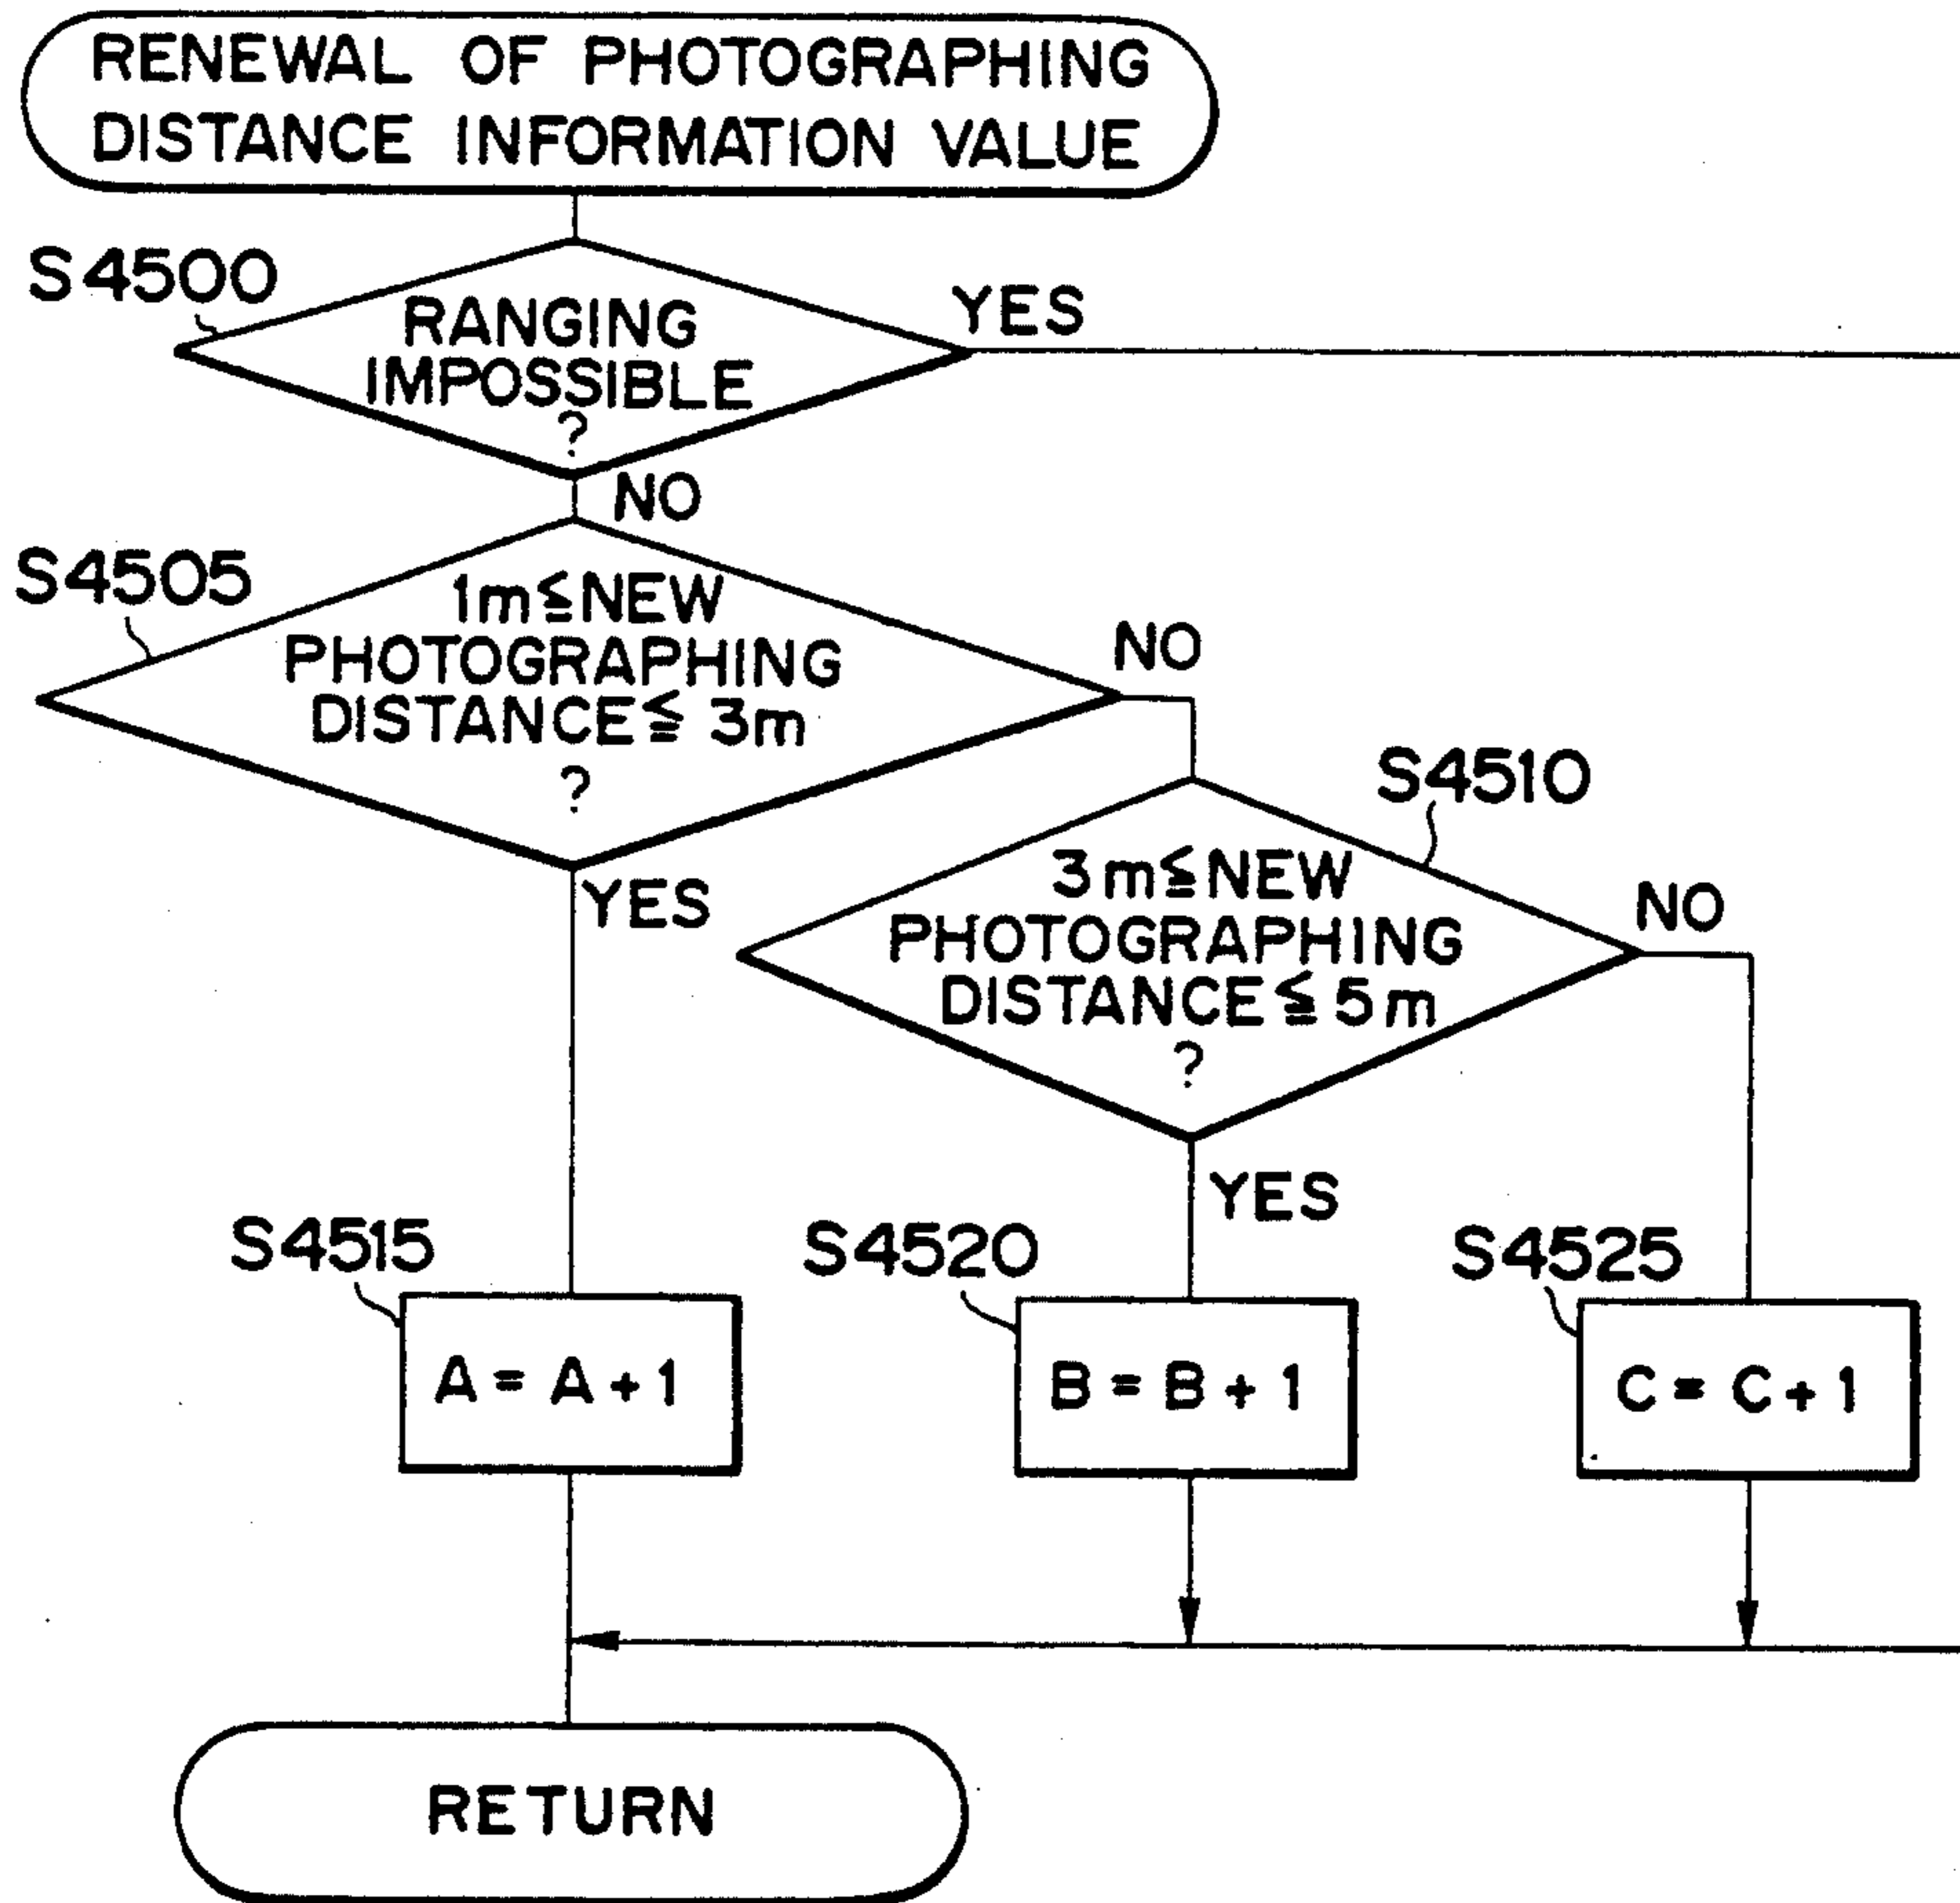 RENEWAL OF PHOTOGRAPHING
DISTANCE INFORMATION VALUE
S4500
RANGING
IMPOSSIBLE
?
YES
NO
S4505
1m≦NEW
PHOTOGRAPHING
DISTANCE≦ 3m
?
NO
YES
S4510
3m≦NEW
PHOTOGRAPHING
DISTANCE≦5m
?
NO
YES
S4515
A = A + 1
S4520
B = B + 1
S4525
C = C + 1
RETURN